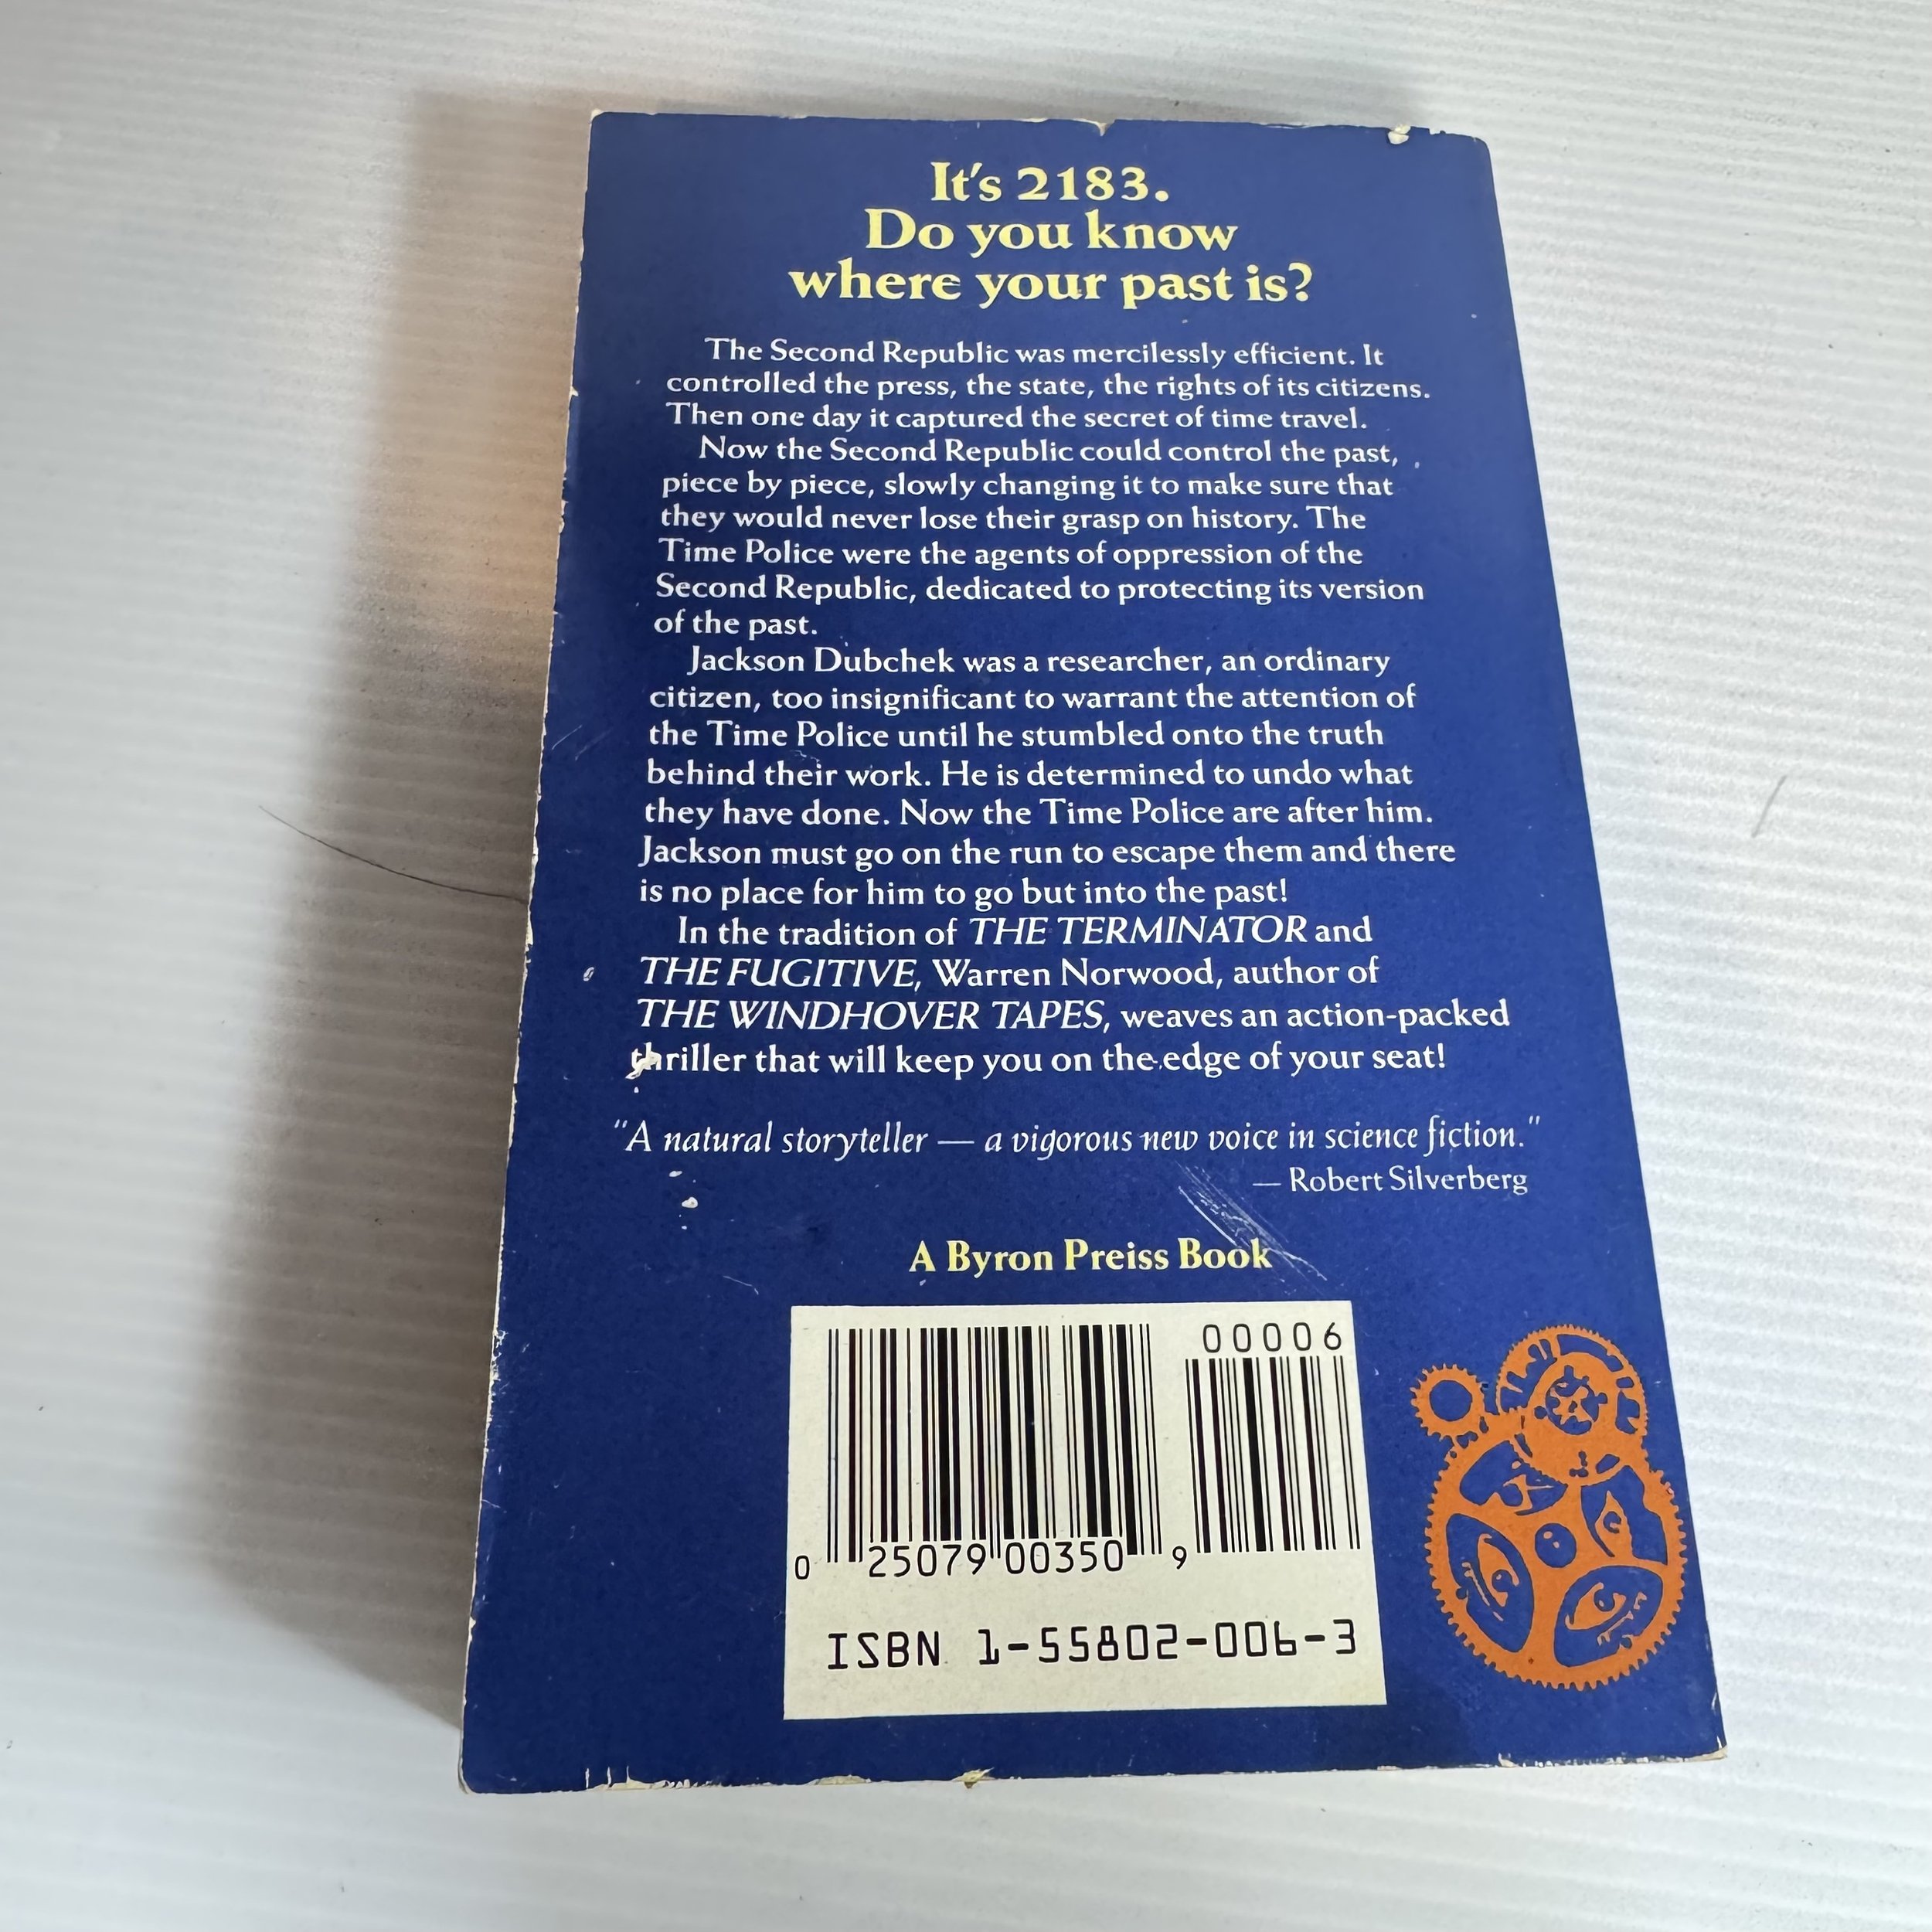 It's 2183.
Do you know
where your past is?
The Second Republic was mercilessly efficient. It
controlled the press, the state, the rights of its citizens.
Then one day it captured the secret of time travel.
Now the Second Republic could control the past,
piece by piece, slowly changing it to make sure that
they would never lose their grasp on history. The
Time Police were the agents of oppression of the
Second Republic, dedicated to protecting its version
of the past.
Jackson Dubchek was a researcher, an ordinary
citizen, too insignificant to warrant the attention of
the Time Police until he stumbled onto the truth
behind their work. He is determined to undo what
they have done. Now the Time Police are after him.
Jackson must go on the run to escape them and there
is no place for him to go but into the past!
In the tradition of THE TERMINATOR and
THE FUGITIVE, Warren Norwood, author of
THE WINDHOVER TAPES, weaves an action-packed
thriller that will keep you on the edge of your seat!
"A natural storyteller — a vigorous new voice in science fiction."
— Robert Silverberg
A Byron Preiss Book
00006
0 25079 00350 9
ISBN 1-55802-006-3